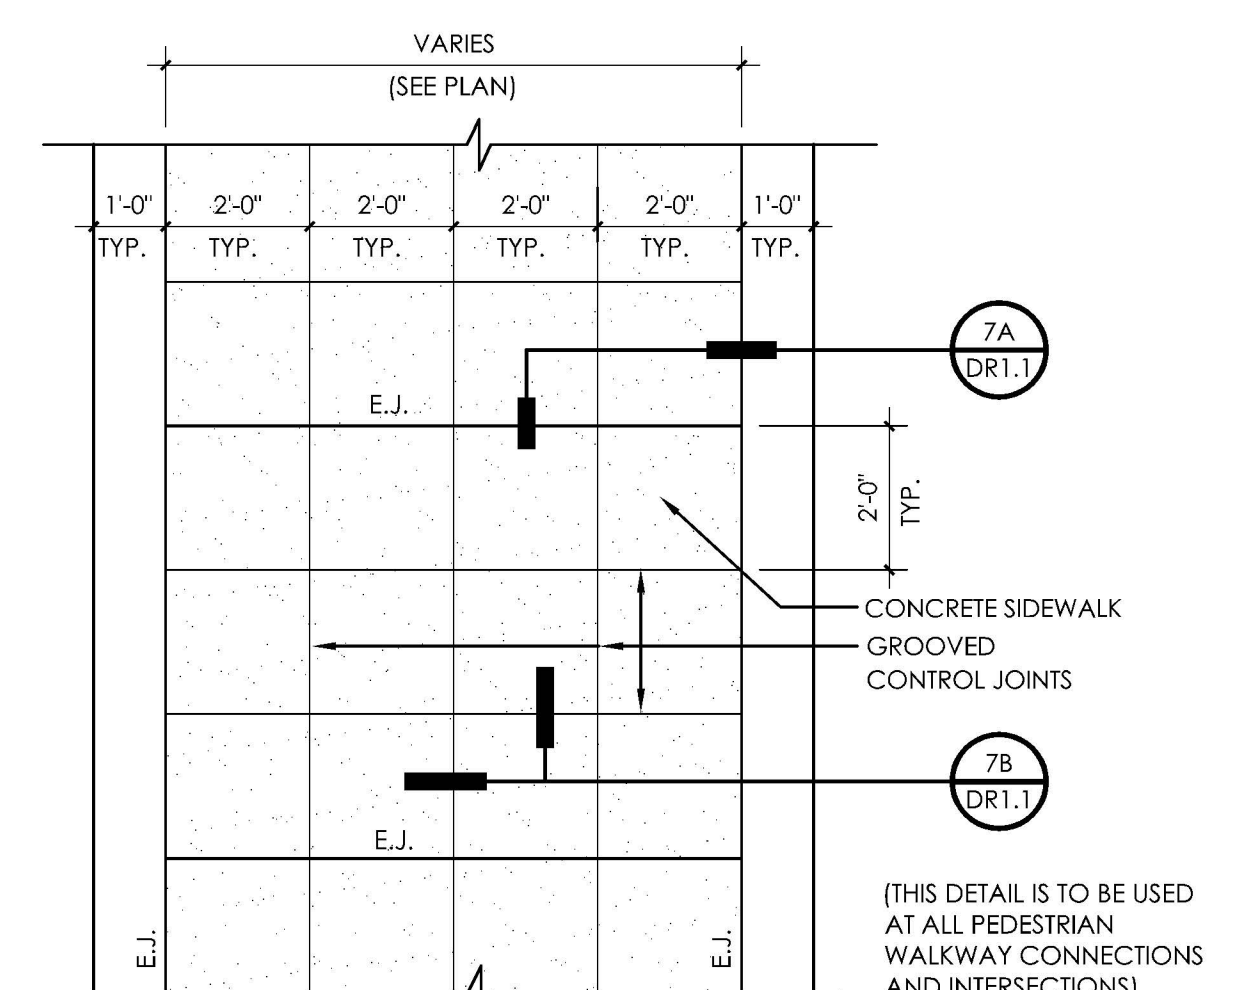 VARIES
(SEE PLAN)
1'-0" 2'-0" 2'-0" 2'-0" 2'-0" 1'-0"
TYP. TYP. TYP. TYP. TYP. TYP.
7A
DR1.1
E.J.
2'-0"
TYP.
CONCRETE SIDEWALK
GROOVED
CONTROL JOINTS
7B
DR1.1
E.J.
(THIS DETAIL IS TO BE USED
AT ALL PEDESTRIAN
WALKWAY CONNECTIONS
AND INTERSECTIONS)
E.J.
E.J.